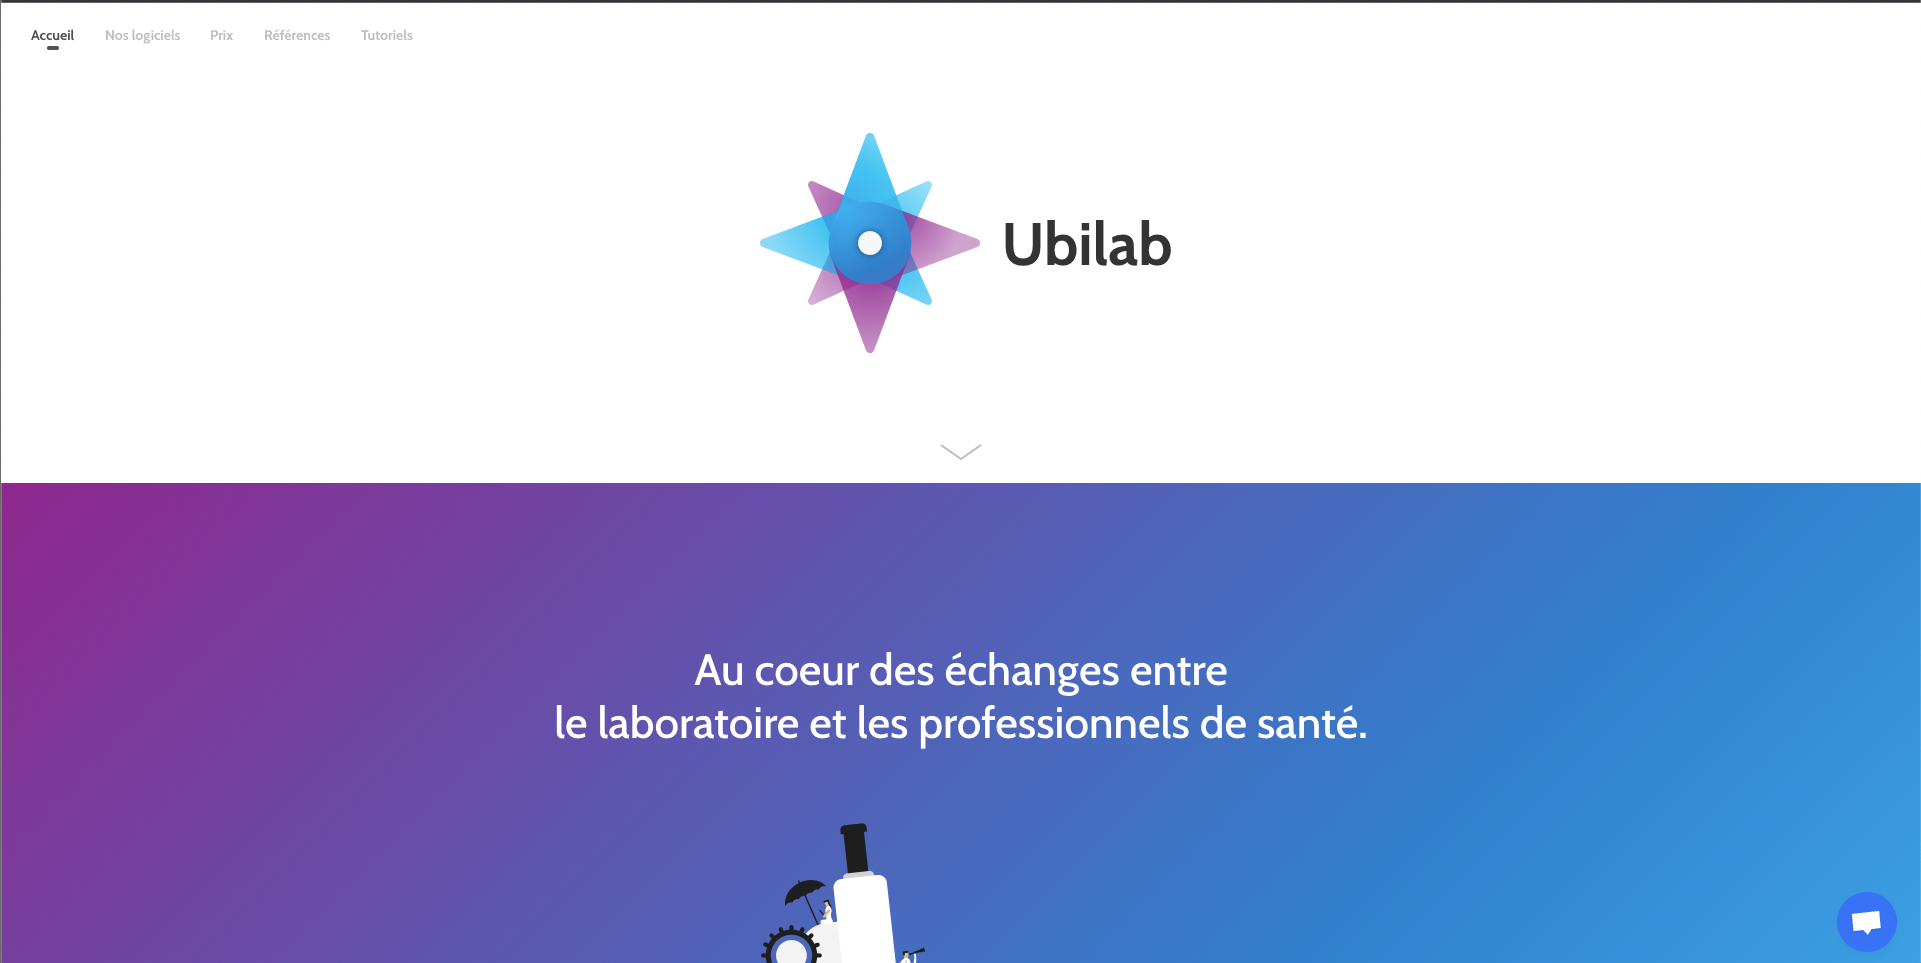 Accueil Nos logiciels Prix Références Tutoriels
Ubilab
Au coeur des échanges entre
le laboratoire et les professionnels de santé.